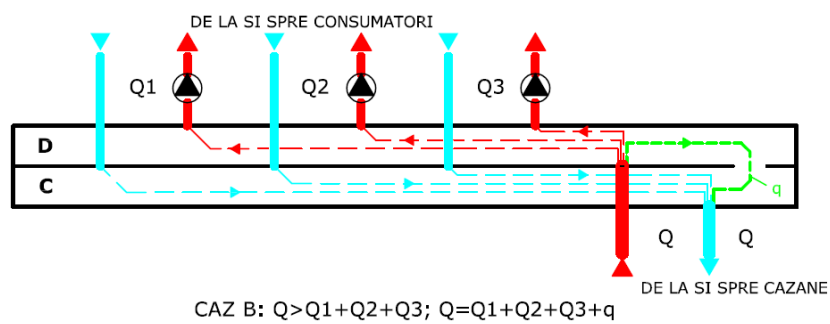 DE LA SI SPRE CONSUMATORI
Q1
Q2
Q3
D
C
q
Q
Q
DE LA SI SPRE CAZANE
CAZ B: Q>Q1+Q2+Q3; Q=Q1+Q2+Q3+q